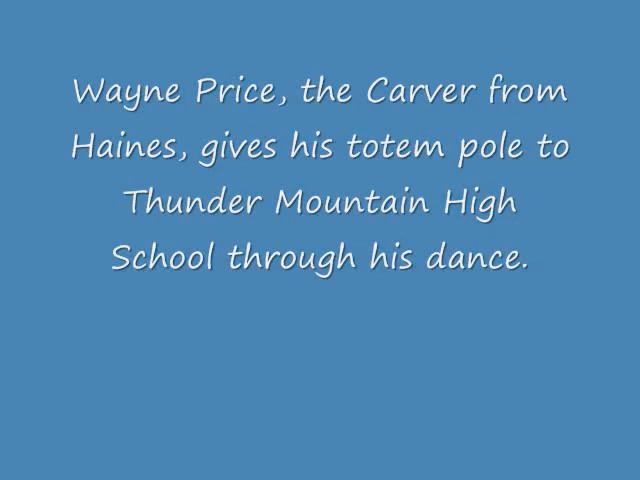 Wayne Price, the Carver from
Haines, gives his totem pole to
Thunder Mountain High
School through his dance.